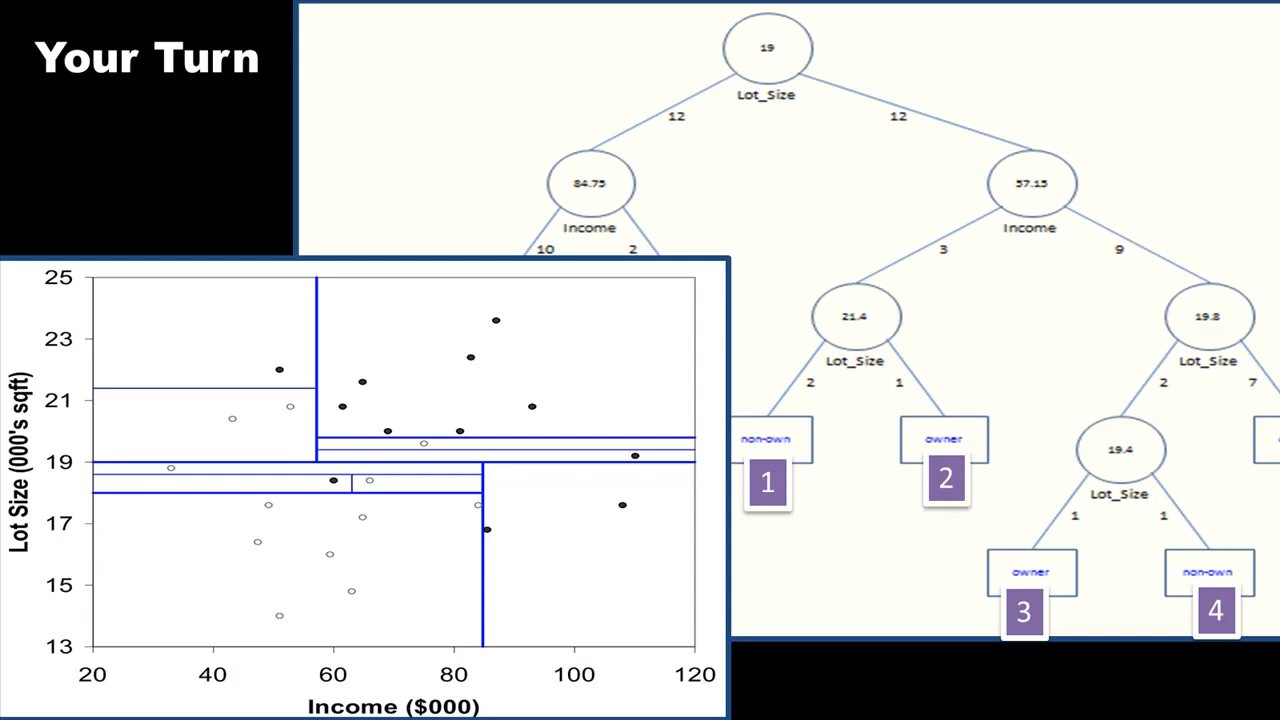 Your Turn
19
Lot_Size
12
12
84.75
57.15
Income
Income
10
2
3
9
21.4
19.8
Lot_Size
Lot_Size
2
1
2
7
non-own
owner
19.4
1
2
Lot_Size
1
1
owner
non-own
3
4
25
23
21
19
17
15
13
Lot Size (000's sqft)
20
40
60
80
100
120
Income ($000)